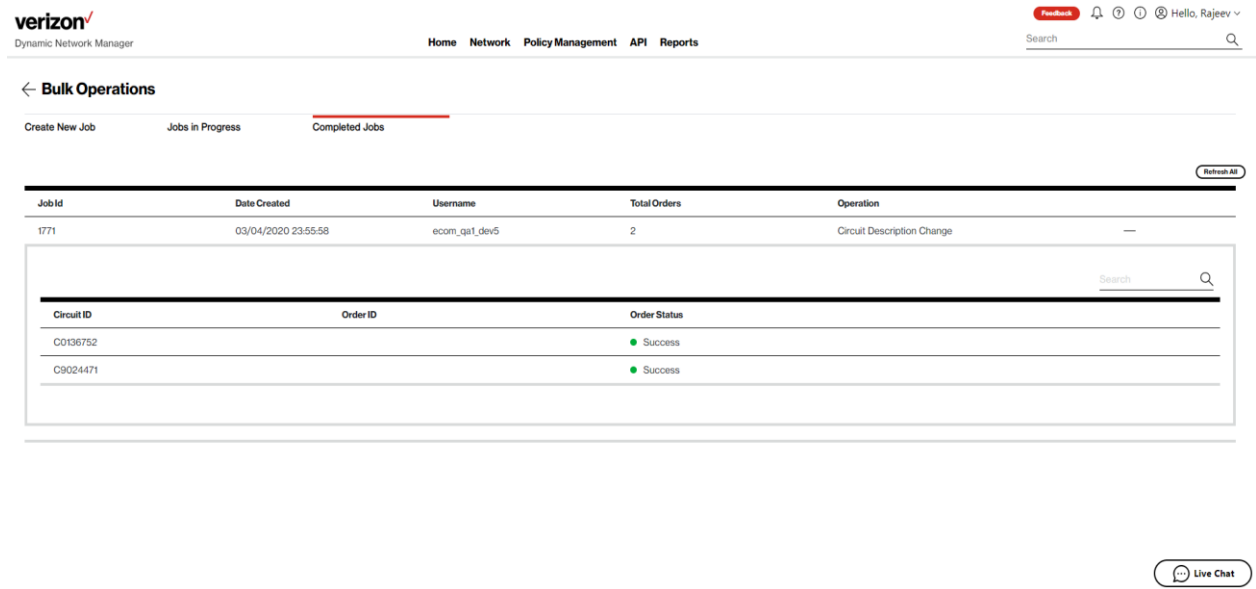 verizon
Feedback Hello, Rajeev
Dynamic Network Manager
Home Network Policy Management API Reports
Search
Bulk Operations
Create New Job Jobs in Progress Completed Jobs
Refresh All
Job Id Date Created Username Total Orders Operation
1771 03/04/2020 23:55:58 ecom_qa1_dev5 2 Circuit Description Change
Search
Circuit ID Order ID Order Status
C0136752 Success
C9024471 Success
Live Chat